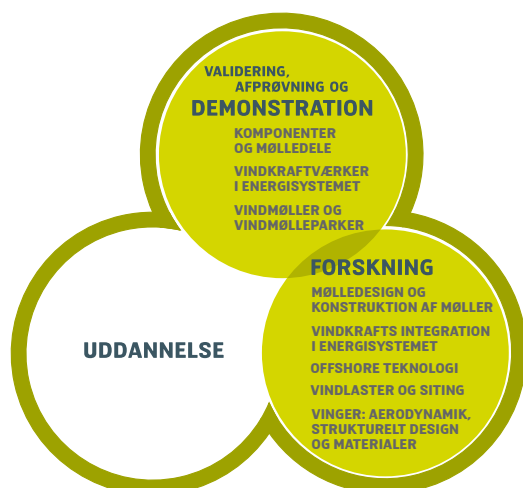 VALIDERING,
AFPRØVNING OG
DEMONSTRATION
KOMPONENTER
OG MØLLEDELE
VINDKRAFTVÆRKER
I ENERGISYSTEMET
VINDMØLLER OG
VINDMØLLEPARKER
FORSKNING
MØLLEDESIGN OG
KONSTRUKTION AF MØLLER
VINDKRAFTS INTEGRATION
I ENERGISYSTEMET
OFFSHORE TEKNOLOGI
VINDLASTER OG SITING
VINGER: AERODYNAMIK,
STRUKTURELT DESIGN
OG MATERIALER
UDDANNELSE